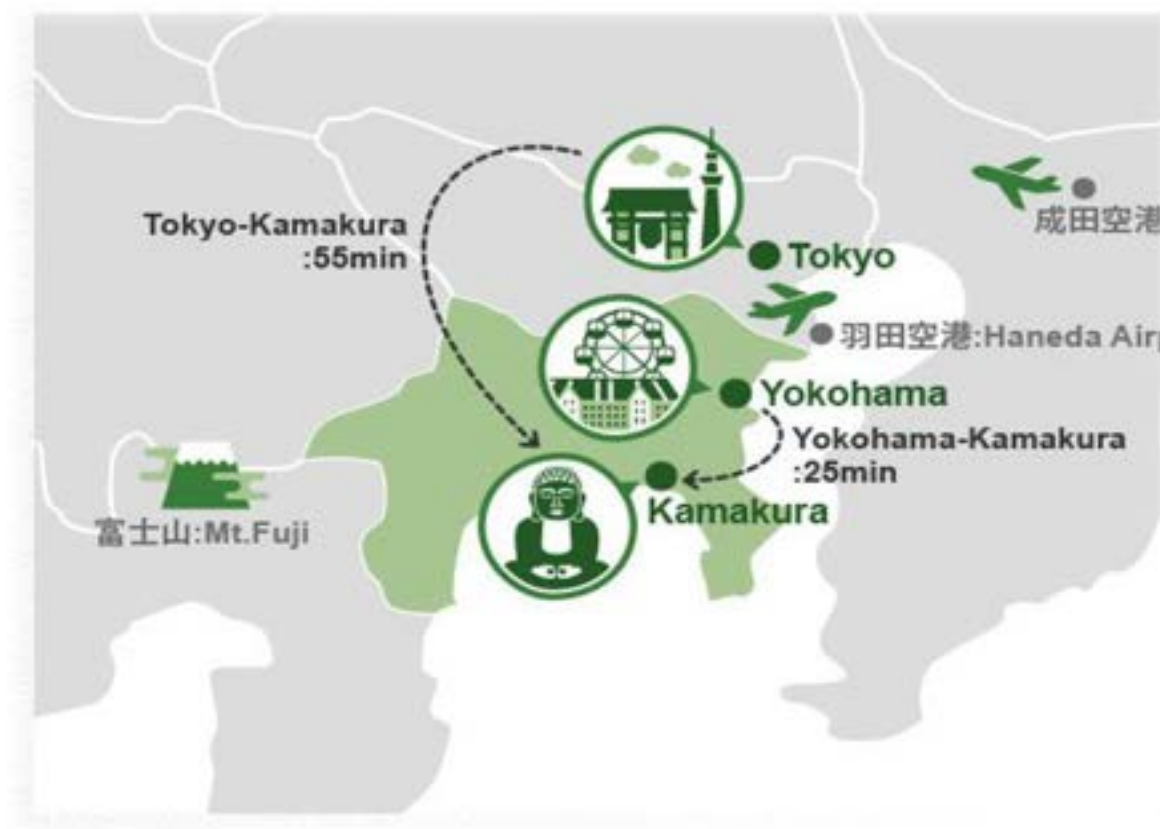 Tokyo-Kamakura
:55min
成田空港
Tokyo
羽田空港:Haneda Air
Yokohama
Yokohama-Kamakura
:25min
Kamakura
富士山:Mt.Fuji